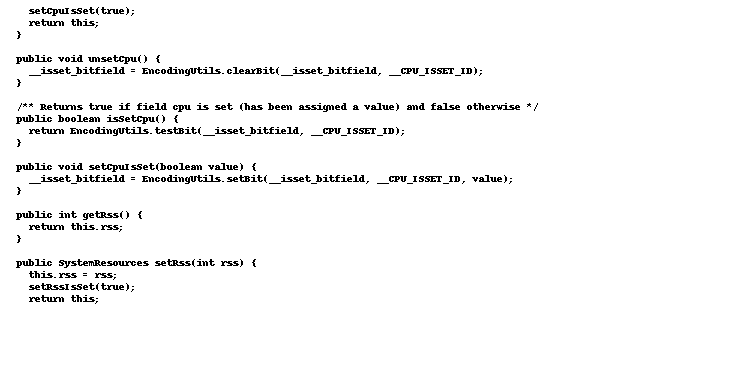 setCpuIsSet(true);
    return this;
  }

  public void unsetCpu() {
    __isset_bitfield = EncodingUtils.clearBit(__isset_bitfield, __CPU_ISSET_ID);
  }

  /** Returns true if field cpu is set (has been assigned a value) and false otherwise */
  public boolean isSetCpu() {
    return EncodingUtils.testBit(__isset_bitfield, __CPU_ISSET_ID);
  }

  public void setCpuIsSet(boolean value) {
    __isset_bitfield = EncodingUtils.setBit(__isset_bitfield, __CPU_ISSET_ID, value);
  }

  public int getRss() {
    return this.rss;
  }

  public SystemResources setRss(int rss) {
    this.rss = rss;
    setRssIsSet(true);
    return this;